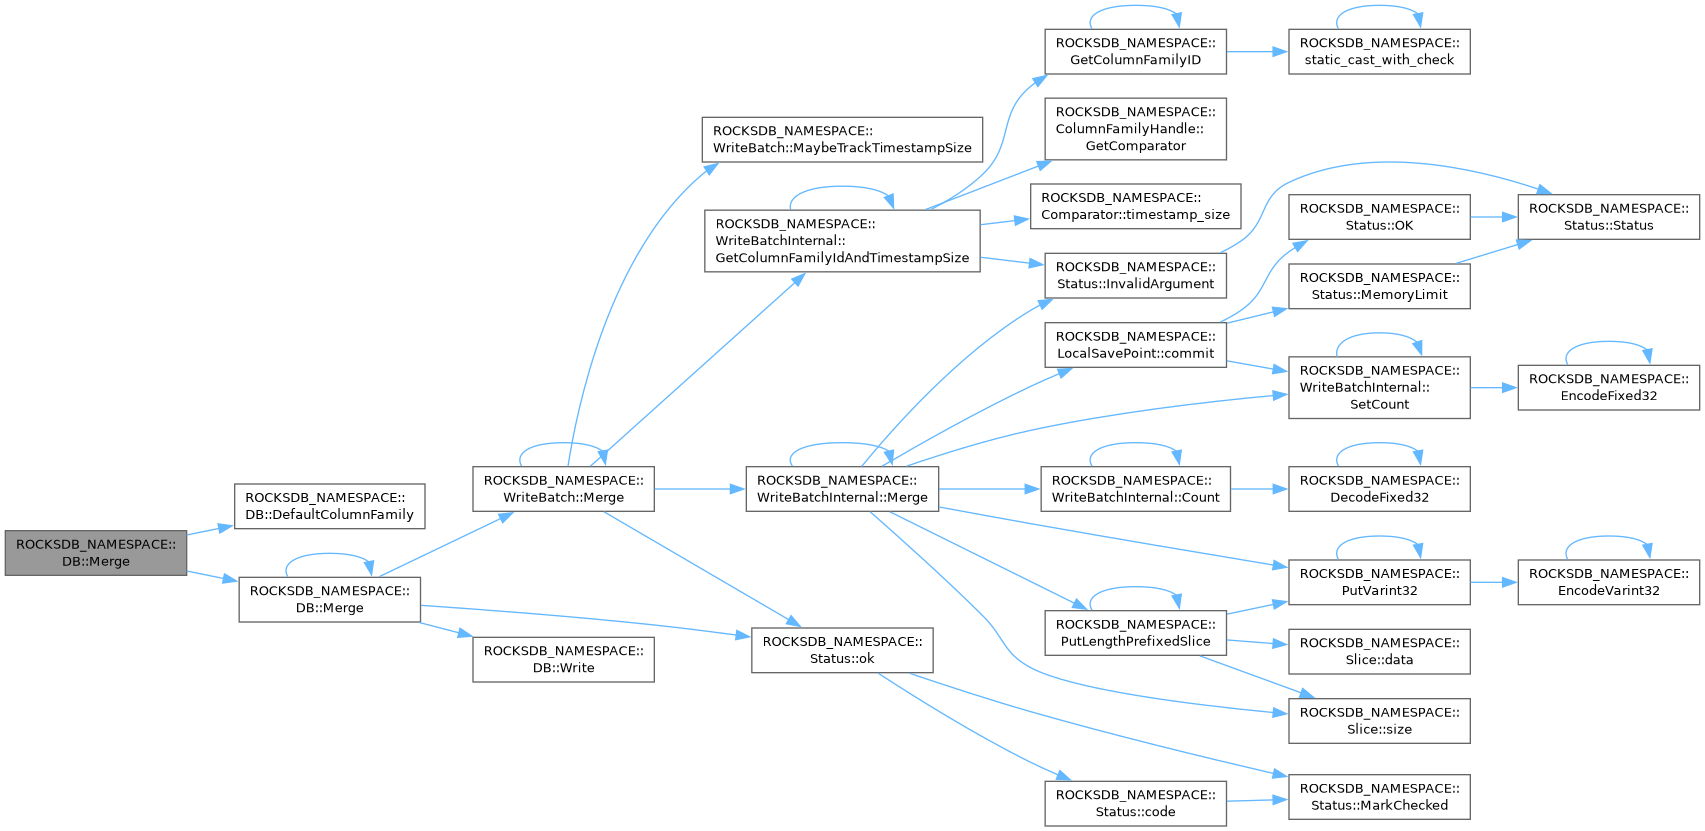 ROCKSDB_NAMESPACE::
DB::Merge
ROCKSDB_NAMESPACE::
DB::DefaultColumnFamily
ROCKSDB_NAMESPACE::
DB::Merge
ROCKSDB_NAMESPACE::
WriteBatch::Merge
ROCKSDB_NAMESPACE::
DB::Write
ROCKSDB_NAMESPACE::
WriteBatch::MaybeTrackTimestampSize
ROCKSDB_NAMESPACE::
WriteBatchInternal::
GetColumnFamilyIdAndTimestampSize
ROCKSDB_NAMESPACE::
WriteBatchInternal::Merge
ROCKSDB_NAMESPACE::
Status::ok
ROCKSDB_NAMESPACE::
GetColumnFamilyID
ROCKSDB_NAMESPACE::
ColumnFamilyHandle::
GetComparator
ROCKSDB_NAMESPACE::
Comparator::timestamp_size
ROCKSDB_NAMESPACE::
Status::InvalidArgument
ROCKSDB_NAMESPACE::
LocalSavePoint::commit
ROCKSDB_NAMESPACE::
WriteBatchInternal::Count
ROCKSDB_NAMESPACE::
PutLengthPrefixedSlice
ROCKSDB_NAMESPACE::
Status::code
ROCKSDB_NAMESPACE::
static_cast_with_check
ROCKSDB_NAMESPACE::
Status::OK
ROCKSDB_NAMESPACE::
Status::MemoryLimit
ROCKSDB_NAMESPACE::
WriteBatchInternal::
SetCount
ROCKSDB_NAMESPACE::
DecodeFixed32
ROCKSDB_NAMESPACE::
PutVarint32
ROCKSDB_NAMESPACE::
Slice::data
ROCKSDB_NAMESPACE::
Slice::size
ROCKSDB_NAMESPACE::
Status::MarkChecked
ROCKSDB_NAMESPACE::
Status::Status
ROCKSDB_NAMESPACE::
EncodeFixed32
ROCKSDB_NAMESPACE::
EncodeVarint32